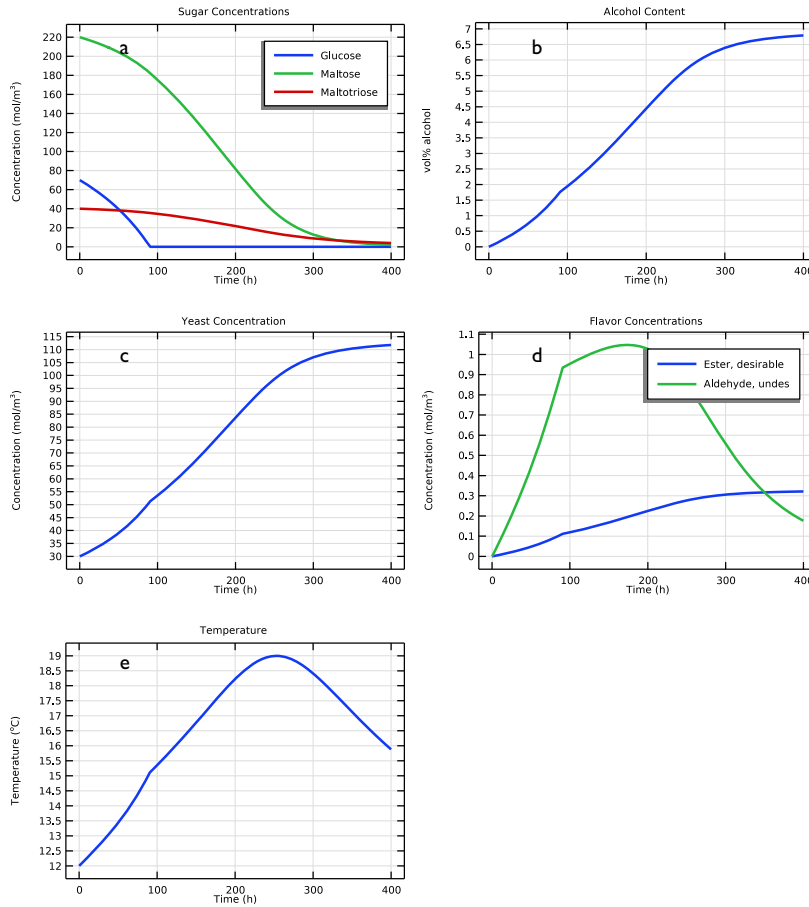 Sugar Concentrations
a
Glucose
Maltose
Maltotriose
Concentration (mol/m³)
220
200
180
160
140
120
100
80
60
40
20
0
0 100 200 300 400
Time (h)
Alcohol Content
b
vol% alcohol
7
6.5
6
5.5
5
4.5
4
3.5
3
2.5
2
1.5
1
0.5
0
0 100 200 300 400
Time (h)
Yeast Concentration
c
Concentration (mol/m³)
115
110
105
100
95
90
85
80
75
70
65
60
55
50
45
40
35
30
0 100 200 300 400
Time (h)
Flavor Concentrations
d
Ester, desirable
Aldehyde, undes
Concentration (mol/m³)
1.1
1
0.9
0.8
0.7
0.6
0.5
0.4
0.3
0.2
0.1
0
0 100 200 300 400
Time (h)
Temperature
e
Temperature (°C)
19
18.5
18
17.5
17
16.5
16
15.5
15
14.5
14
13.5
13
12.5
12
0 100 200 300 400
Time (h)